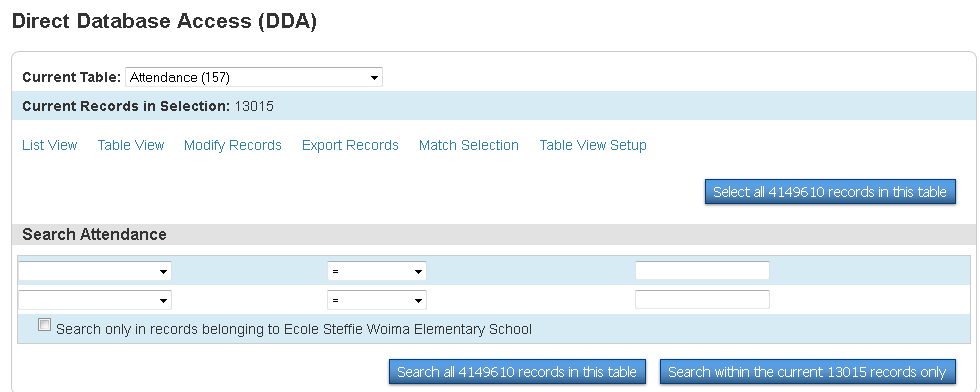 Direct Database Access (DDA)
Current Table: Attendance (157)
Current Records in Selection: 13015
List View Table View Modify Records Export Records Match Selection Table View Setup
Select all 4149610 records in this table
Search Attendance
=
=
Search only in records belonging to Ecole Steffie Woima Elementary School
Search all 4149610 records in this table Search within the current 13015 records only